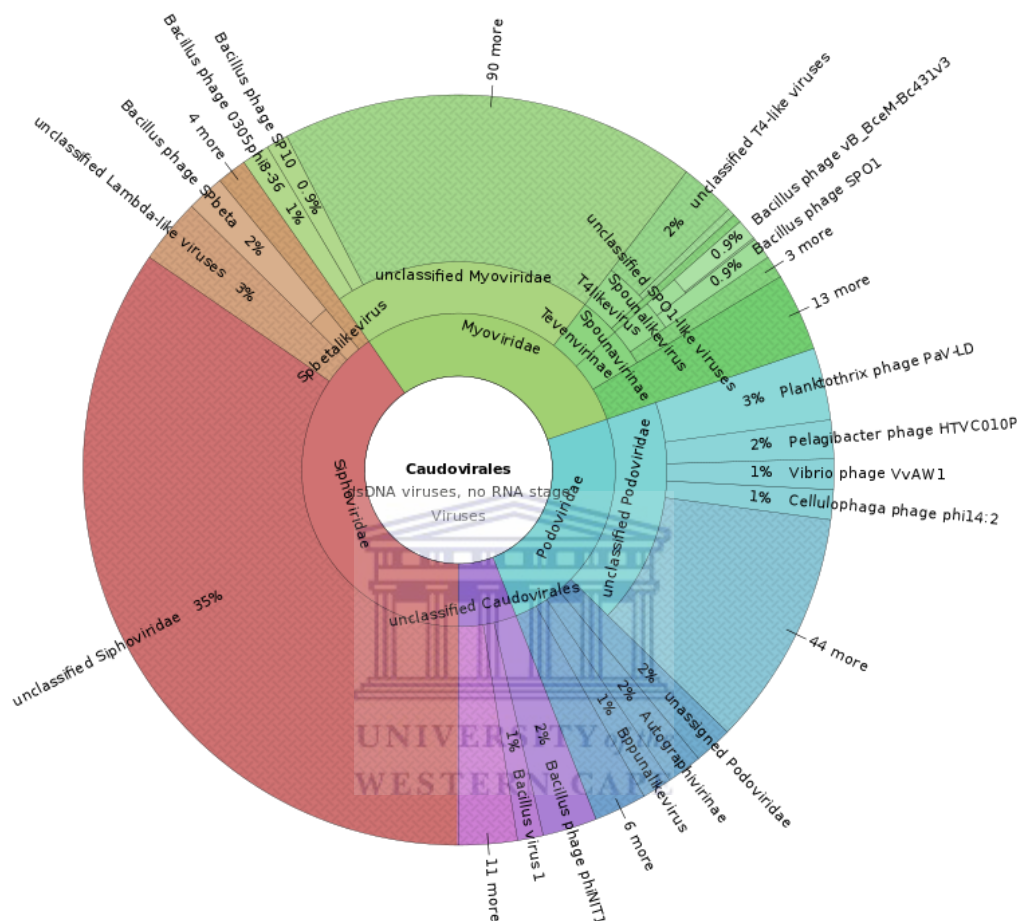 Caudovirales
dsDNA viruses, no RNA stage
Viruses
Myoviridae
unclassified Myoviridae
Tevenvirinae
T4likevirus
Spounavirinae
Spounalikevirus
unclassified SPO1-like viruses
90 more
2% unclassified T4-like viruses
0.9% Bacillus phage vB_BceM-Bc431v3
0.9% Bacillus phage SPO1
3 more
13 more
Podoviridae
unclassified Podoviridae
3% Planktothrix phage PaV-LD
2% Pelagibacter phage HTVC010P
1% Vibrio phage VvAW1
1% Cellulophaga phage phi14:2
44 more
2% unassigned Podoviridae
2% Autographivirinae
1% Bppunalikevirus
6 more
unclassified Caudovirales
2% Bacillus phage phiNIT1
1% Bacillus virus 1
11 more
Siphoviridae
unclassified Siphoviridae 35%
unclassified Lambda-like viruses 3%
Spbetalikevirus
Bacillus phage SPbeta 2%
4 more
Bacillus phage 0305phi8-36 1%
Bacillus phage SP10 0.9%
UNIVERSITY of the
WESTERN CAPE